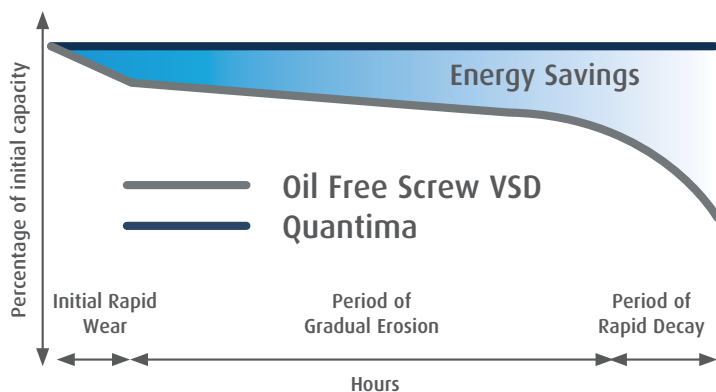 Percentage of initial capacity
Energy Savings
Oil Free Screw VSD
Quantima
Initial Rapid
Wear
Period of
Gradual Erosion
Period of
Rapid Decay
Hours